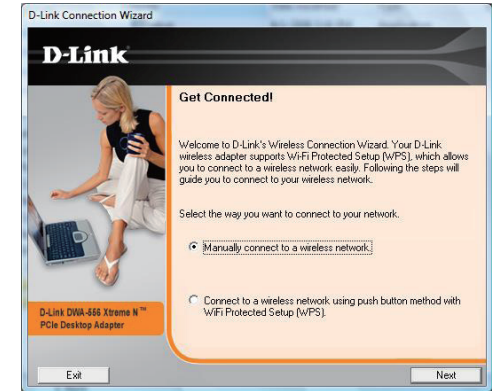 D-Link Connection Wizard
D-Link
Get Connected!
Welcome to D-Link's Wireless Connection Wizard. Your D-Link
wireless adapter supports Wi-Fi Protected Setup (WPS), which allows
you to connect to a wireless network easily. Following the steps will
guide you to connect to your wireless network.
Select the way you want to connect to your network.
Manually connect to a wireless network.
Connect to a wireless network using push button method with
WiFi Protected Setup (WPS).
D-Link DWA-556 Xtreme N™
PCIe Desktop Adapter
Exit
Next